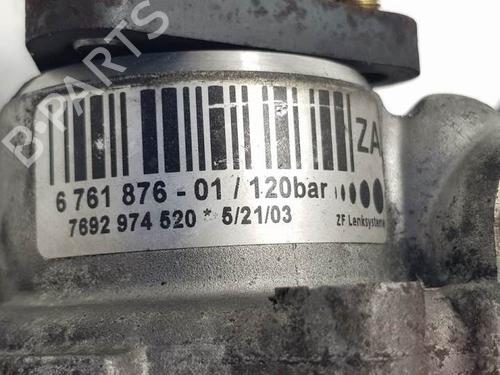 B-PARTS
ZA
6 761 876 - 01 / 120bar
7692 974 520 * 5/21/03
ZF Lenksysteme